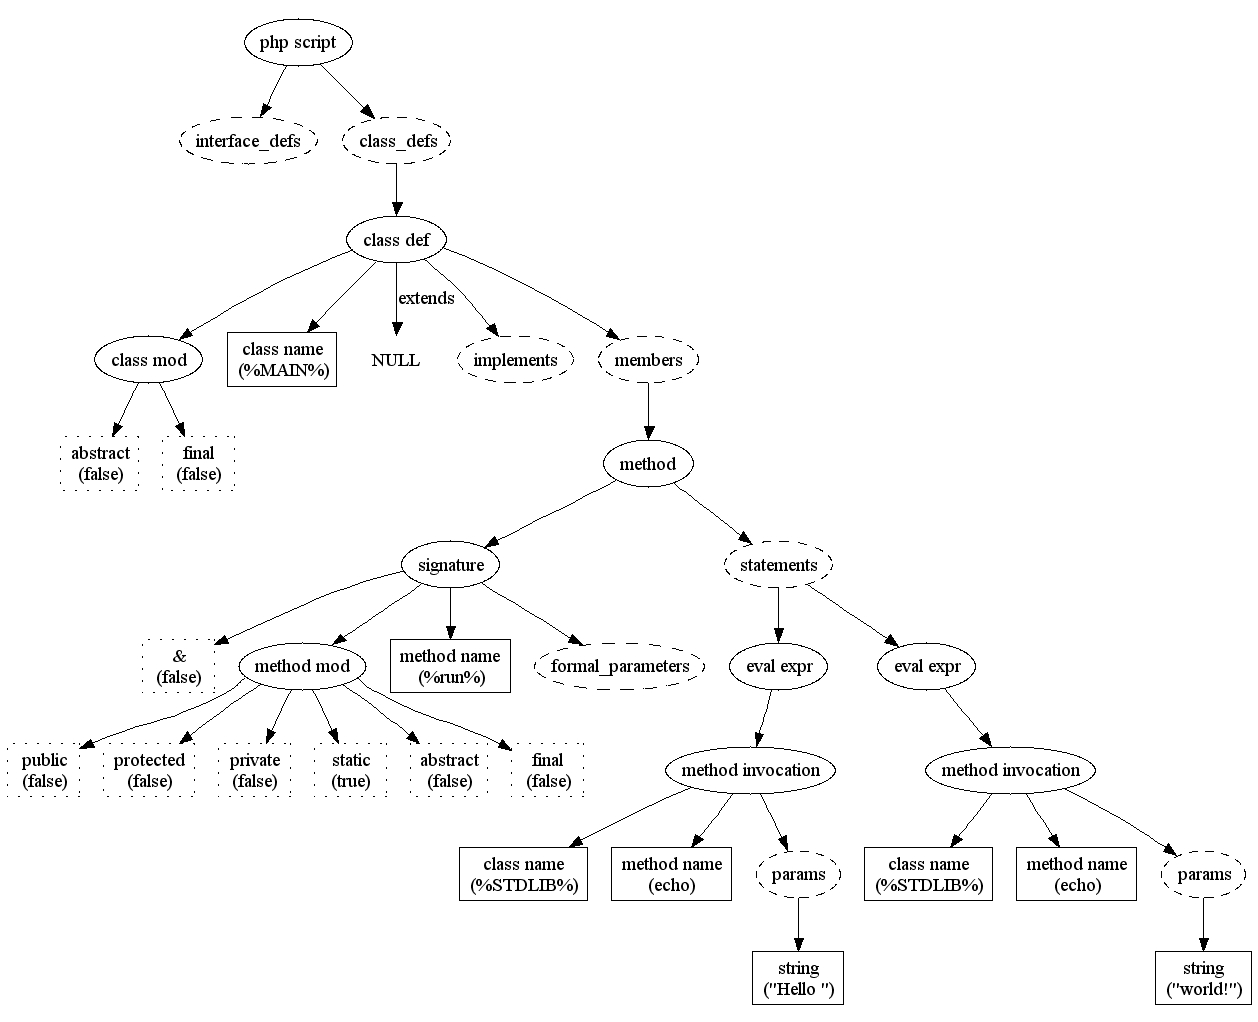 php script
interface_defs
class_defs
class def
extends
class mod
class name
(%MAIN%)
NULL
implements
members
abstract
(false)
final
(false)
method
signature
statements
&
(false)
method mod
method name
(%run%)
formal_parameters
eval expr
eval expr
public
(false)
protected
(false)
private
(false)
static
(true)
abstract
(false)
final
(false)
method invocation
method invocation
class name
(%STDLIB%)
method name
(echo)
params
class name
(%STDLIB%)
method name
(echo)
params
string
("Hello ")
string
("world!")